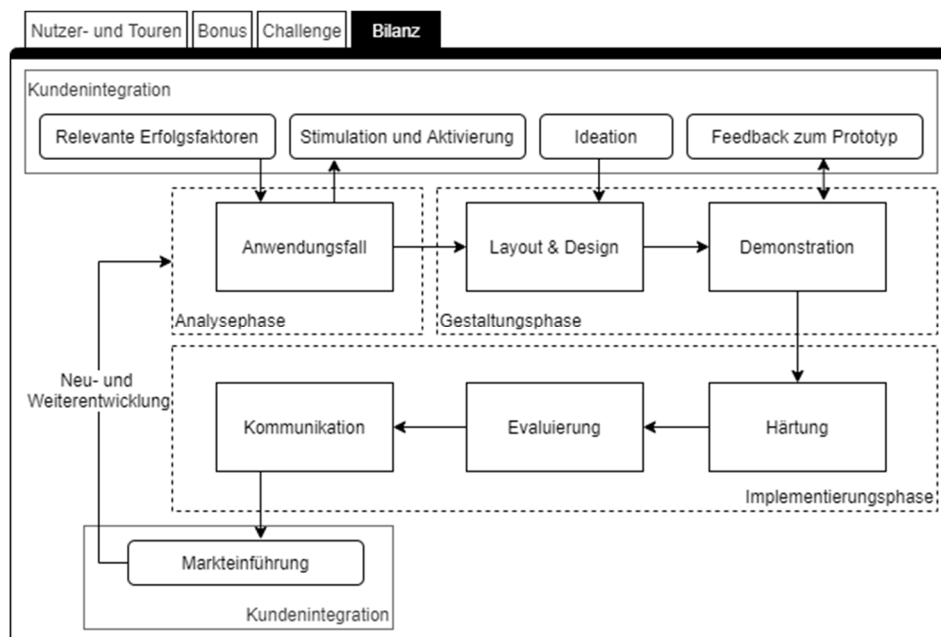 Nutzer- und Touren
Bonus
Challenge
Bilanz
Kundenintegration
Relevante Erfolgsfaktoren
Stimulation und Aktivierung
Ideation
Feedback zum Prototyp
Anwendungsfall
Layout & Design
Demonstration
Analysephase
Gestaltungsphase
Neu- und
Weiterentwicklung
Kommunikation
Evaluierung
Härtung
Implementierungsphase
Markteinführung
Kundenintegration